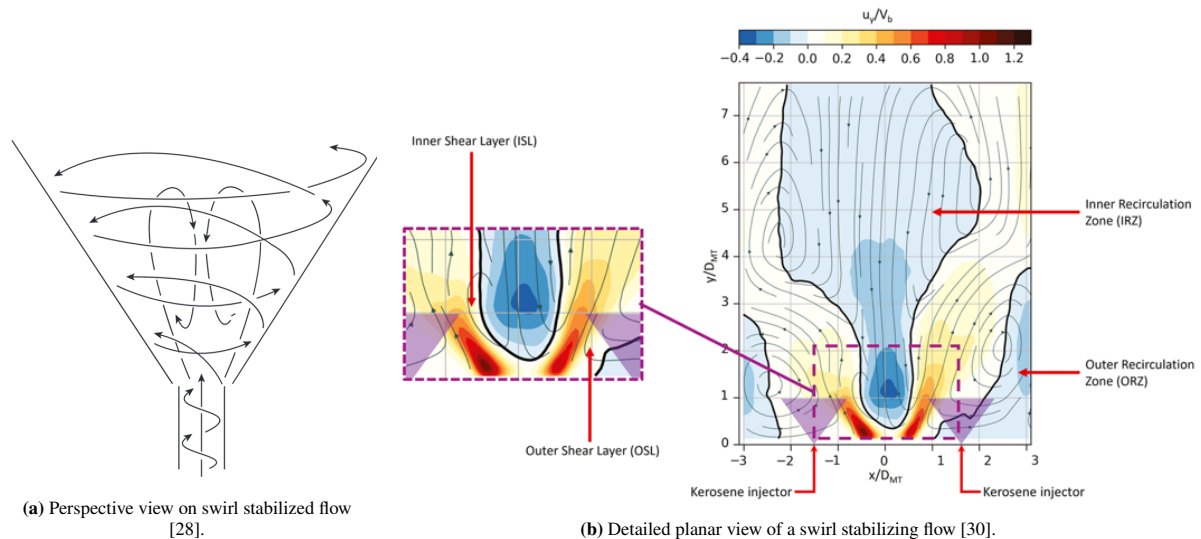 u_y/V_b
−0.4 −0.2 0.0 0.2 0.4 0.6 0.8 1.0 1.2
Inner Shear Layer (ISL)
Outer Shear Layer (OSL)
7
6
5
4
3
2
1
0
y/D_MT
−3 −2 −1 0 1 2 3
x/D_MT
Inner Recirculation
Zone (IRZ)
Outer Recirculation
Zone (ORZ)
Kerosene injector
Kerosene injector
(a) Perspective view on swirl stabilized flow
[28].
(b) Detailed planar view of a swirl stabilizing flow [30].